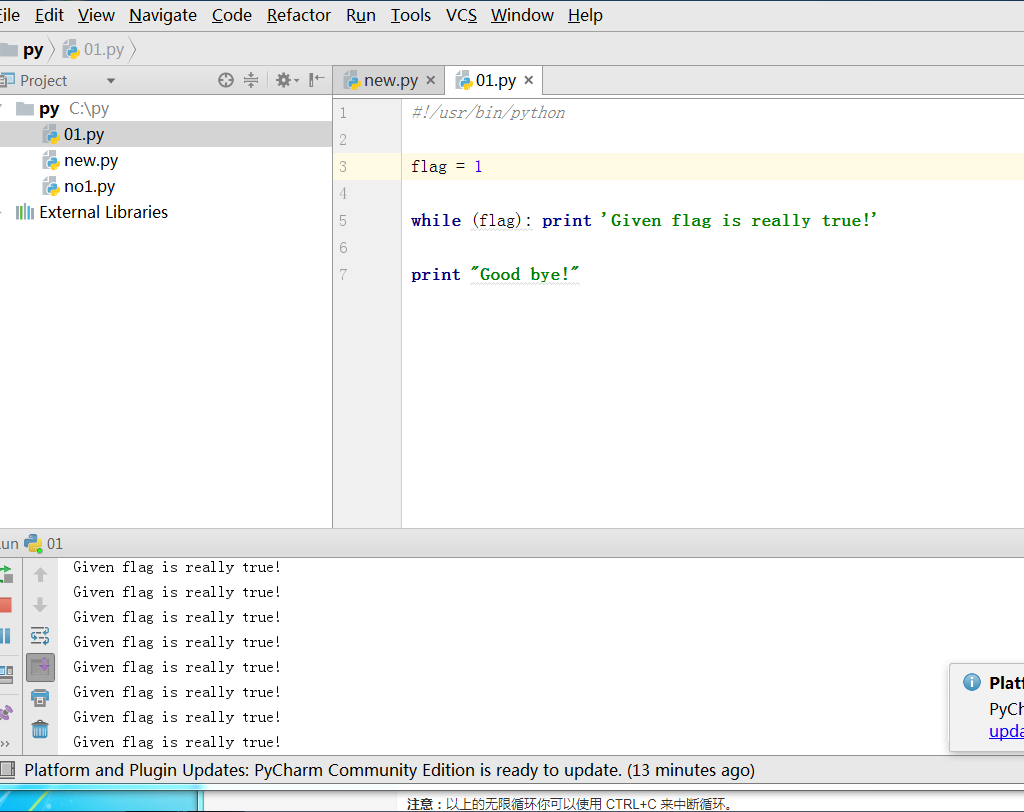 File Edit View Navigate Code Refactor Run Tools VCS Window Help
py 01.py
Project
new.py 01.py
py C:\py
01.py
new.py
no1.py
External Libraries
1 #!/usr/bin/python
2
3 flag = 1
4
5 while (flag): print 'Given flag is really true!'
6
7 print "Good bye!"
Run 01
Given flag is really true!
Given flag is really true!
Given flag is really true!
Given flag is really true!
Given flag is really true!
Given flag is really true!
Given flag is really true!
Given flag is really true!
Platf
PyCh
upda
Platform and Plugin Updates: PyCharm Community Edition is ready to update. (13 minutes ago)
注意：以上的无限循环你可以使用 CTRL+C 来中断循环。